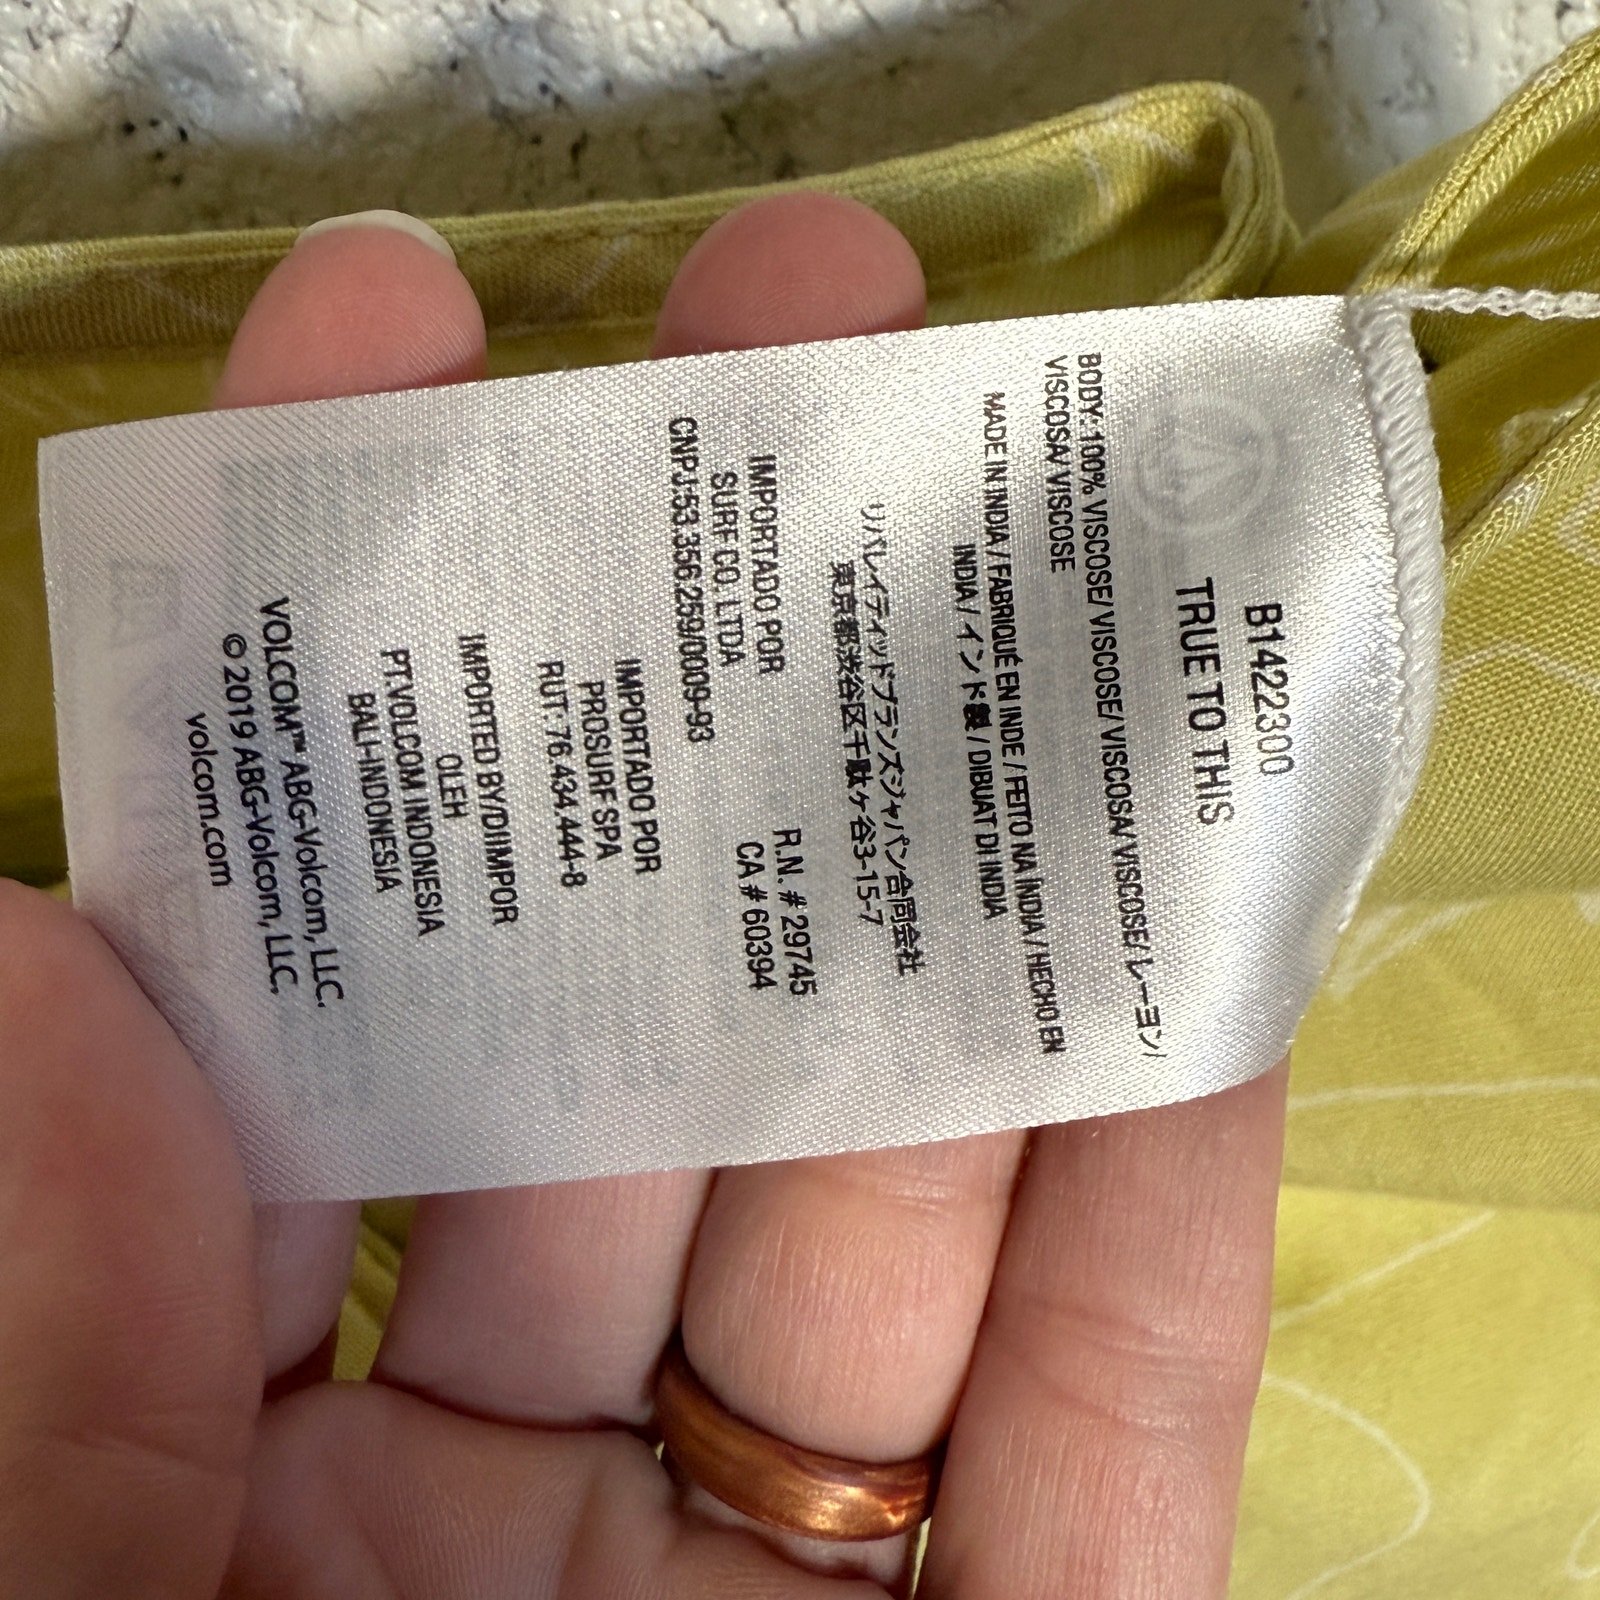 B1422300
TRUE TO THIS
BODY: 100% VISCOSE/ VISCOSE/ VISCOSA/ VISCOSE/ レーヨン/
VISCOSA/ VISCOSE
MADE IN INDIA / FABRIQUÉ EN INDE / FEITO NA ÍNDIA / HECHO EN
INDIA / インド製 / DIBUAT DI INDIA
リバレイティッドブランズジャパン合同会社
東京都渋谷区千駄ヶ谷3-15-7
R.N. # 29745
CA # 60394
IMPORTADO POR
SURF CO. LTDA
CNPJ.53.356.259/0009-93
IMPORTADO POR
PROSURF SPA
RUT: 76.434.444-8
IMPORTED BY/DIIMPOR
OLEH
PT.VOLCOM INDONESIA
BALI-INDONESIA
VOLCOM™ ABG-Volcom, LLC.
©2019 ABG-Volcom, LLC.
volcom.com